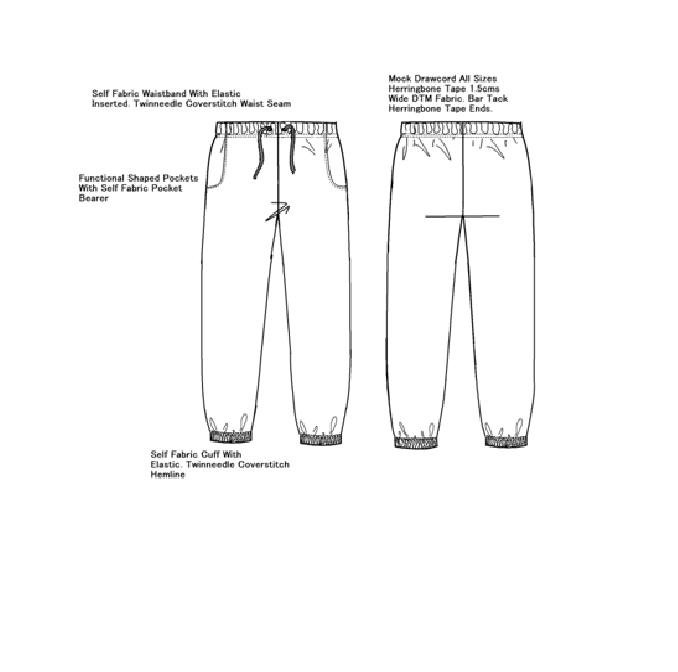 Self Fabric Waistband With Elastic
Inserted. Twinneedle Coverstitch Waist Seam
Mock Drawcord All Sizes
Herringbone Tape 1.5cms
Wide DTM Fabric. Bar Tack
Herringbone Tape Ends.
Functional Shaped Pockets
With Self Fabric Pocket
Bearer
Self Fabric Cuff With
Elastic. Twinneedle Coverstitch
Hemline